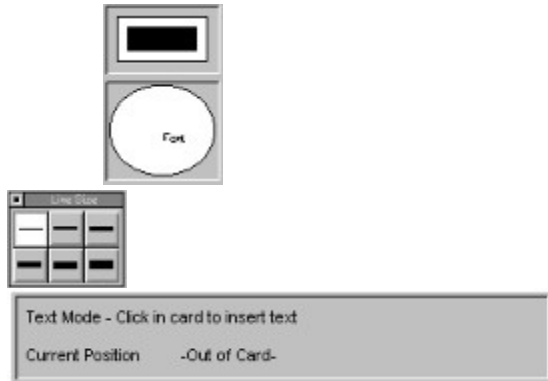 Font
Line Size
Text Mode - Click in card to insert text
Current Position -Out of Card-